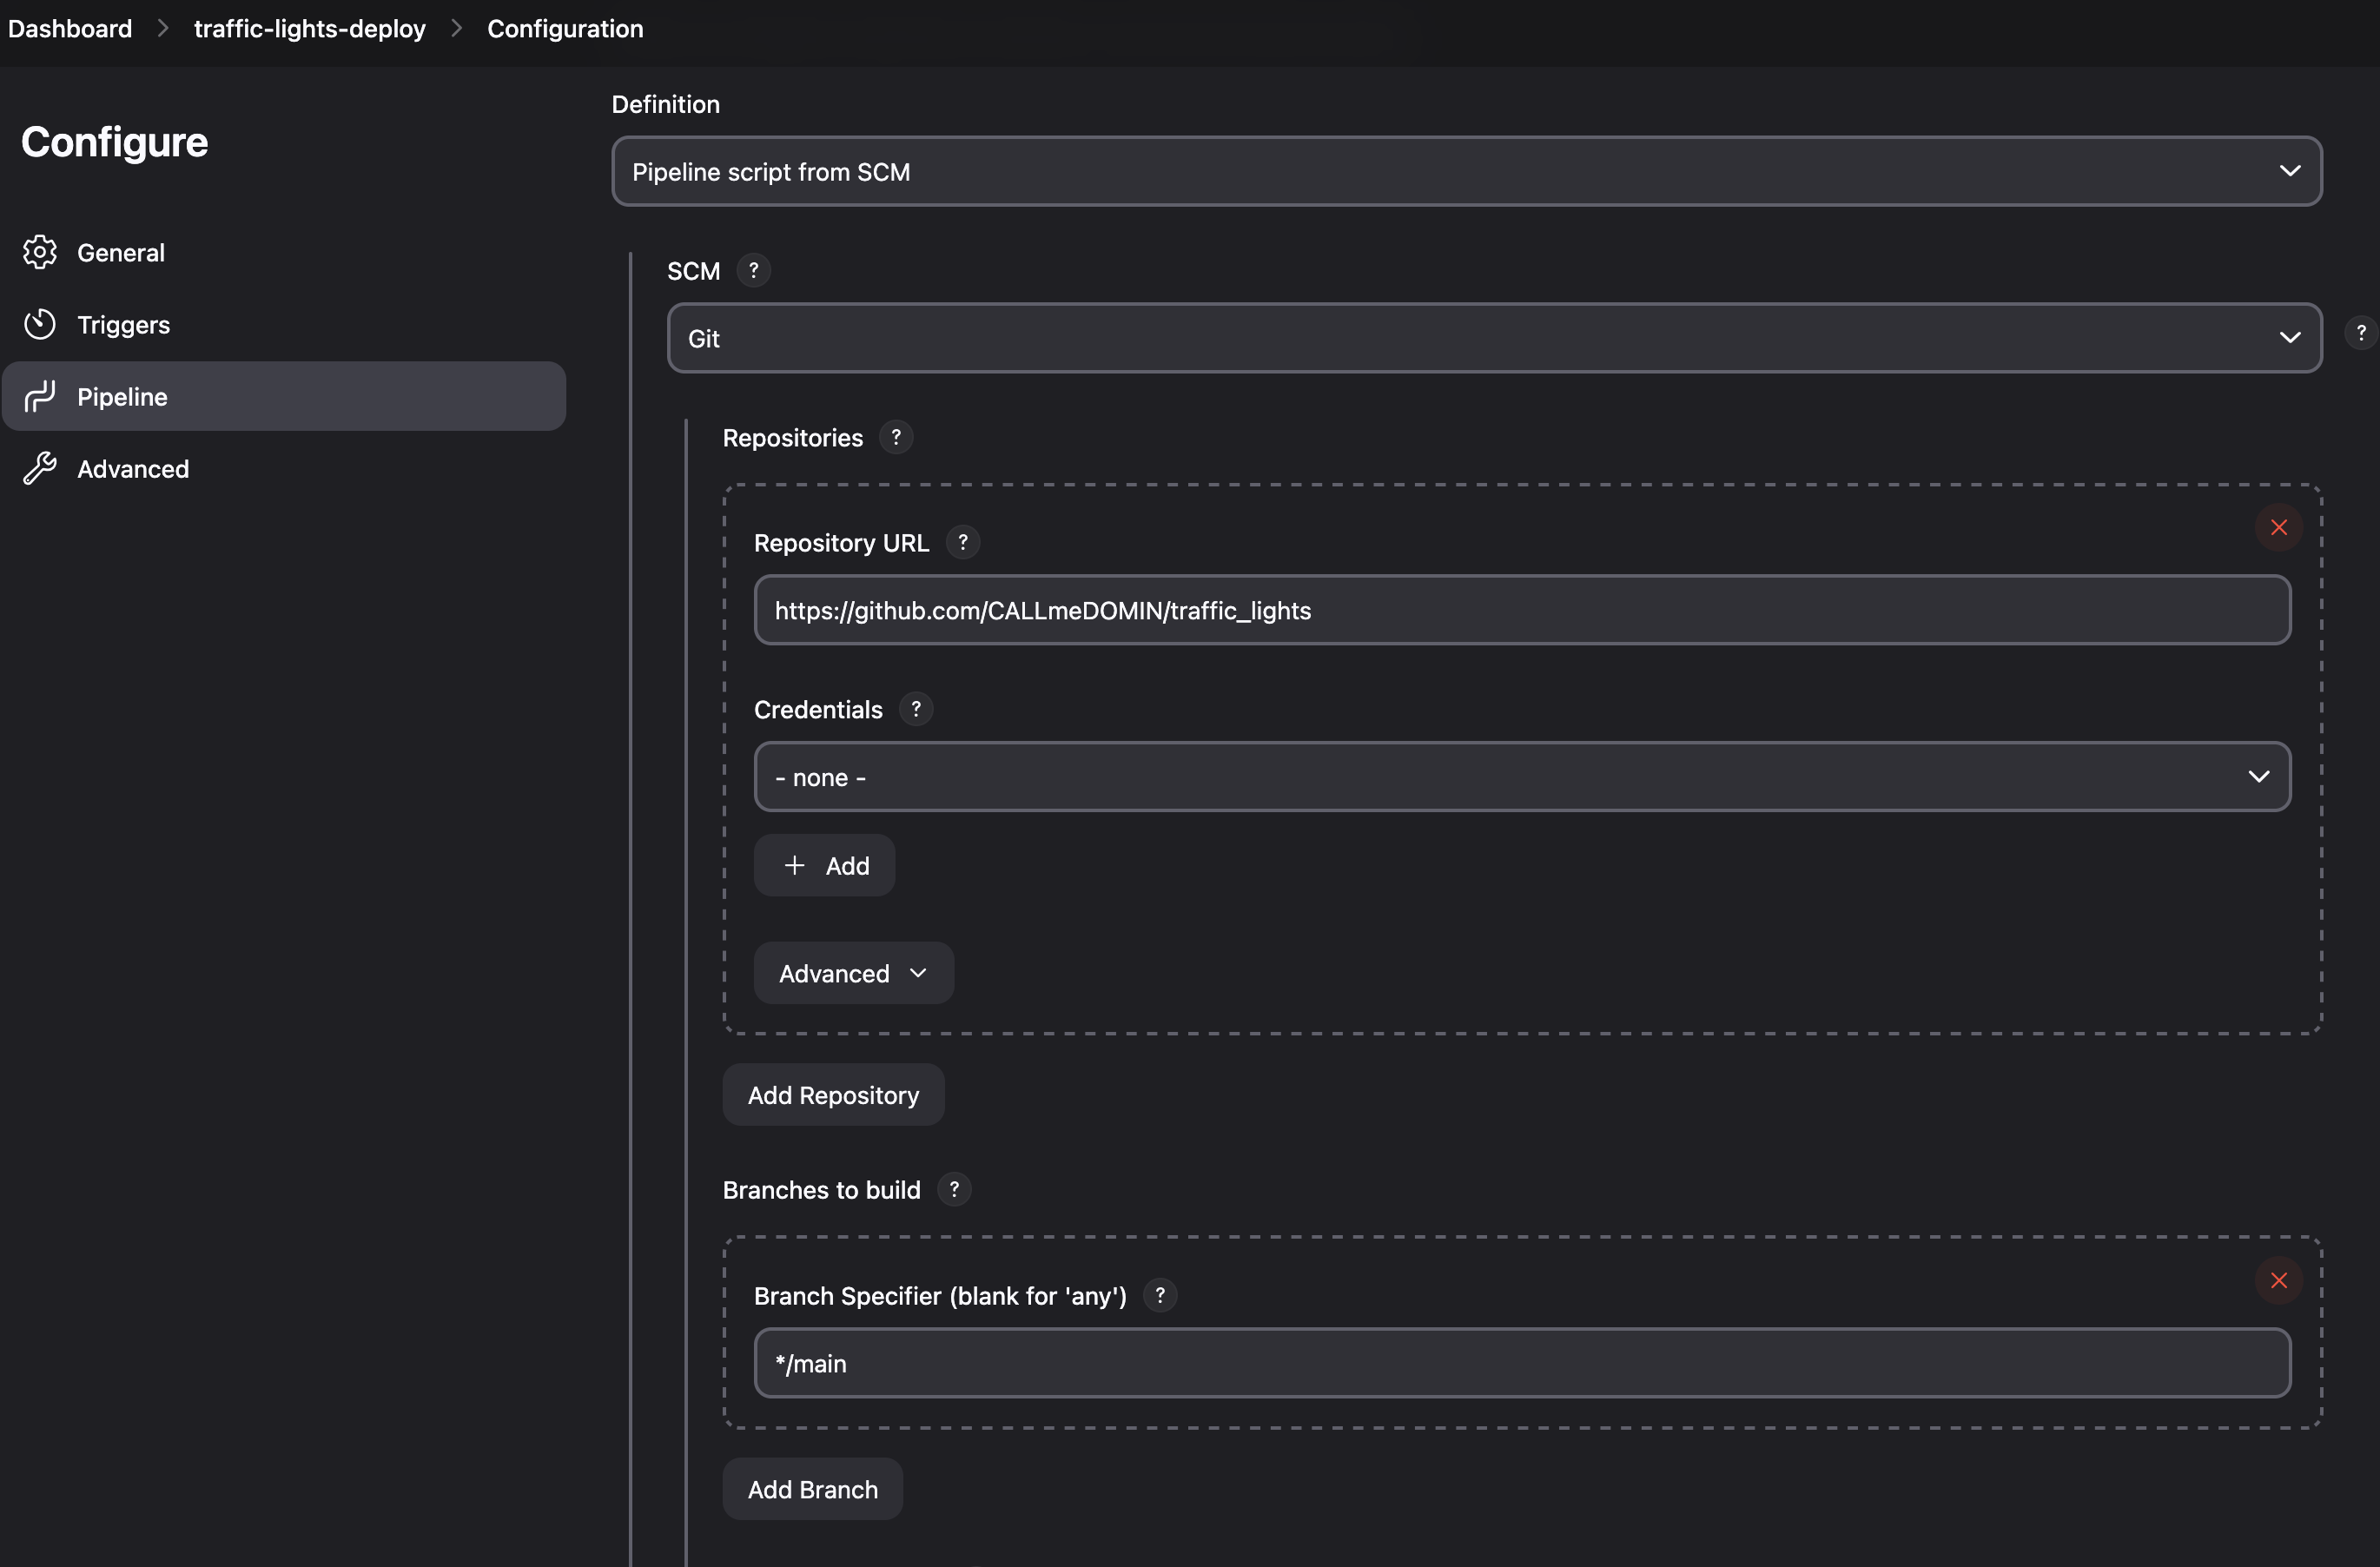 Dashboard > traffic-lights-deploy > Configuration
Configure
General
Triggers
Pipeline
Advanced
Definition
Pipeline script from SCM
SCM ?
Git
?
Repositories ?
Repository URL ?
https://github.com/CALLmeDOMIN/traffic_lights
Credentials ?
- none -
+ Add
Advanced
Add Repository
Branches to build ?
Branch Specifier (blank for 'any') ?
*/main
Add Branch